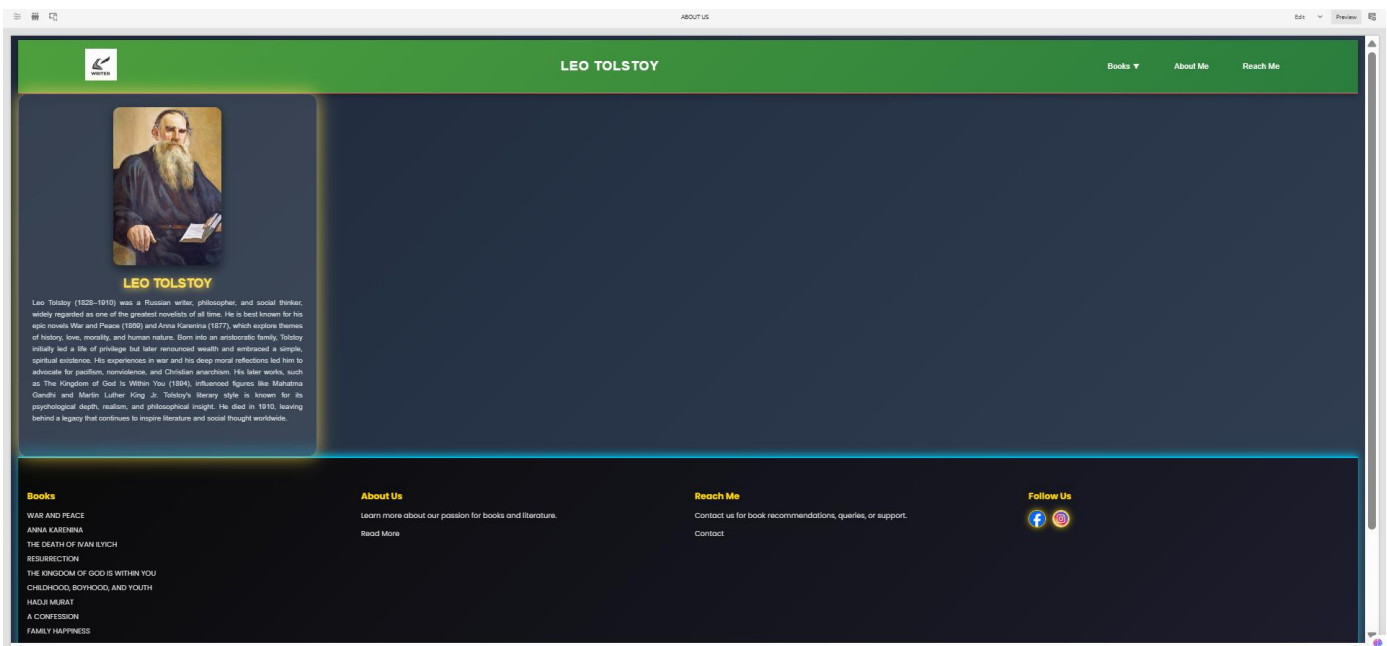 ABOUT US
Edit
Preview
WRITES
LEO TOLSTOY
Books ▼
About Me
Reach Me
LEO TOLSTOY
Leo Tolstoy (1828–1910) was a Russian writer, philosopher, and social thinker,
widely regarded as one of the greatest novelists of all time. He is best known for his
epic novels War and Peace (1869) and Anna Karenina (1877), which explore themes
of history, love, morality, and human nature. Born into an aristocratic family, Tolstoy
initially led a life of privilege but later renounced wealth and embraced a simple,
spiritual existence. His experiences in war and his deep moral reflections led him to
advocate for pacifism, nonviolence, and Christian anarchism. His later works, such
as The Kingdom of God Is Within You (1894), influenced figures like Mahatma
Gandhi and Martin Luther King Jr. Tolstoy's literary style is known for its
psychological depth, realism, and philosophical insight. He died in 1910, leaving
behind a legacy that continues to inspire literature and social thought worldwide.
Books
WAR AND PEACE
ANNA KARENINA
THE DEATH OF IVAN ILYICH
RESURRECTION
THE KINGDOM OF GOD IS WITHIN YOU
CHILDHOOD, BOYHOOD, AND YOUTH
HADJI MURAT
A CONFESSION
FAMILY HAPPINESS
About Us
Learn more about our passion for books and literature.
Read More
Reach Me
Contact us for book recommendations, queries, or support.
Contact
Follow Us